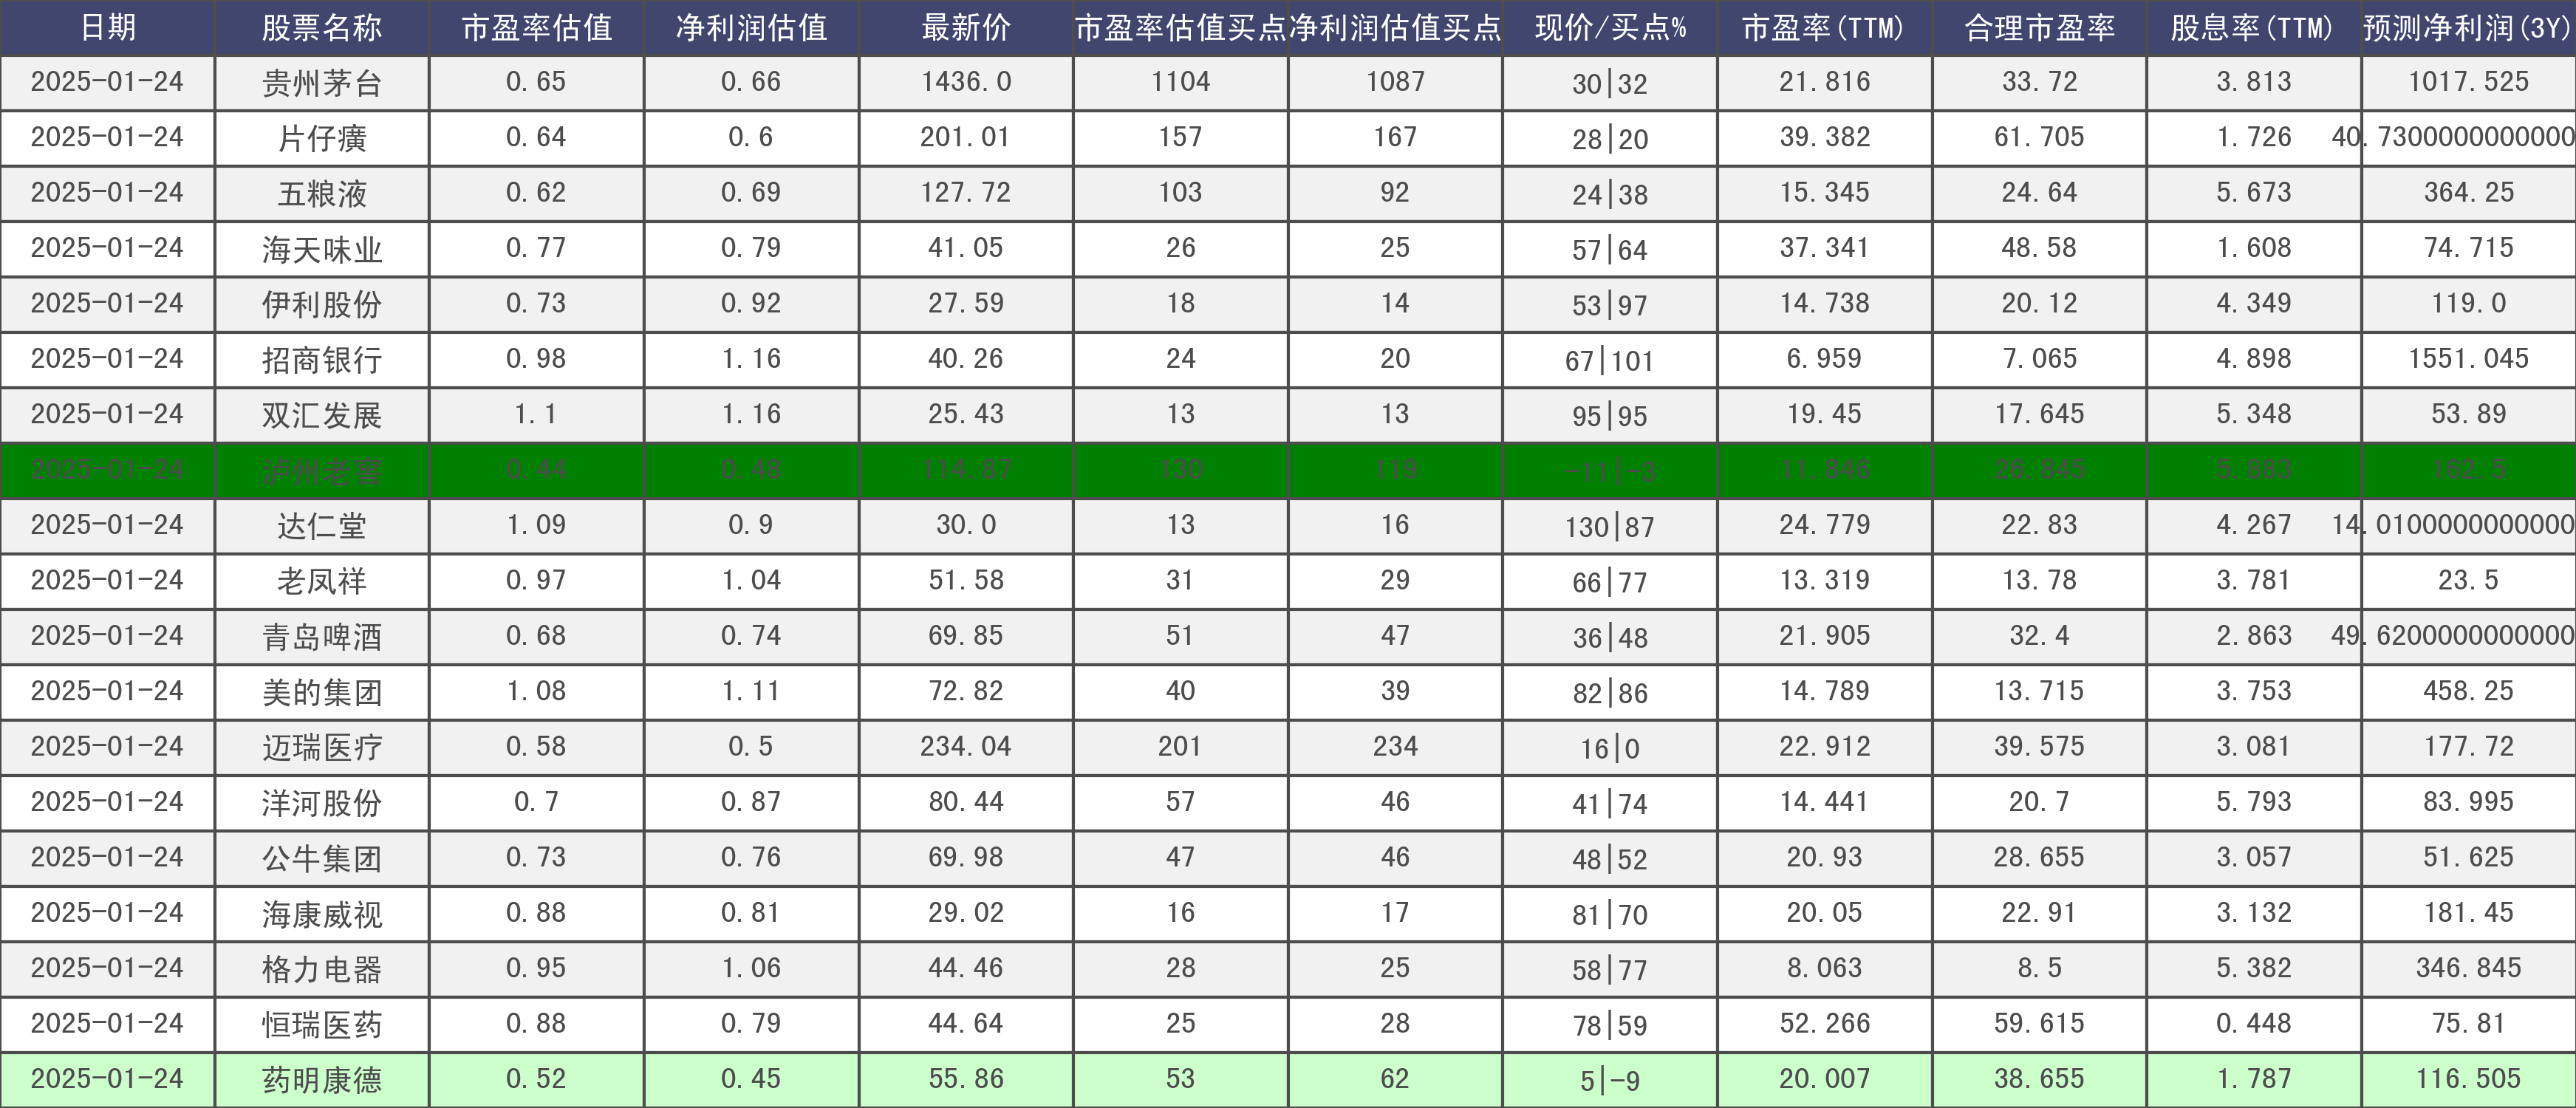 日期 股票名称 市盈率估值 净利润估值 最新价 市盈率估值买点 净利润估值买点 现价/买点% 市盈率(TTM) 合理市盈率 股息率(TTM) 预测净利润(3Y)
2025-01-24 贵州茅台 0.65 0.66 1436.0 1104 1087 30|32 21.816 33.72 3.813 1017.525
2025-01-24 片仔癀 0.64 0.6 201.01 157 167 28|20 39.382 61.705 1.726 40.7300000000000
2025-01-24 五粮液 0.62 0.69 127.72 103 92 24|38 15.345 24.64 5.673 364.25
2025-01-24 海天味业 0.77 0.79 41.05 26 25 57|64 37.341 48.58 1.608 74.715
2025-01-24 伊利股份 0.73 0.92 27.59 18 14 53|97 14.738 20.12 4.349 119.0
2025-01-24 招商银行 0.98 1.16 40.26 24 20 67|101 6.959 7.065 4.898 1551.045
2025-01-24 双汇发展 1.1 1.16 25.43 13 13 95|95 19.45 17.645 5.348 53.89
2025-01-24 泸州老窖 0.44 0.48 114.87 130 119 -11|-3 11.846 26.845 5.883 162.5
2025-01-24 达仁堂 1.09 0.9 30.0 13 16 130|87 24.779 22.83 4.267 14.0100000000000
2025-01-24 老凤祥 0.97 1.04 51.58 31 29 66|77 13.319 13.78 3.781 23.5
2025-01-24 青岛啤酒 0.68 0.74 69.85 51 47 36|48 21.905 32.4 2.863 49.6200000000000
2025-01-24 美的集团 1.08 1.11 72.82 40 39 82|86 14.789 13.715 3.753 458.25
2025-01-24 迈瑞医疗 0.58 0.5 234.04 201 234 16|0 22.912 39.575 3.081 177.72
2025-01-24 洋河股份 0.7 0.87 80.44 57 46 41|74 14.441 20.7 5.793 83.995
2025-01-24 公牛集团 0.73 0.76 69.98 47 46 48|52 20.93 28.655 3.057 51.625
2025-01-24 海康威视 0.88 0.81 29.02 16 17 81|70 20.05 22.91 3.132 181.45
2025-01-24 格力电器 0.95 1.06 44.46 28 25 58|77 8.063 8.5 5.382 346.845
2025-01-24 恒瑞医药 0.88 0.79 44.64 25 28 78|59 52.266 59.615 0.448 75.81
2025-01-24 药明康德 0.52 0.45 55.86 53 62 5|-9 20.007 38.655 1.787 116.505